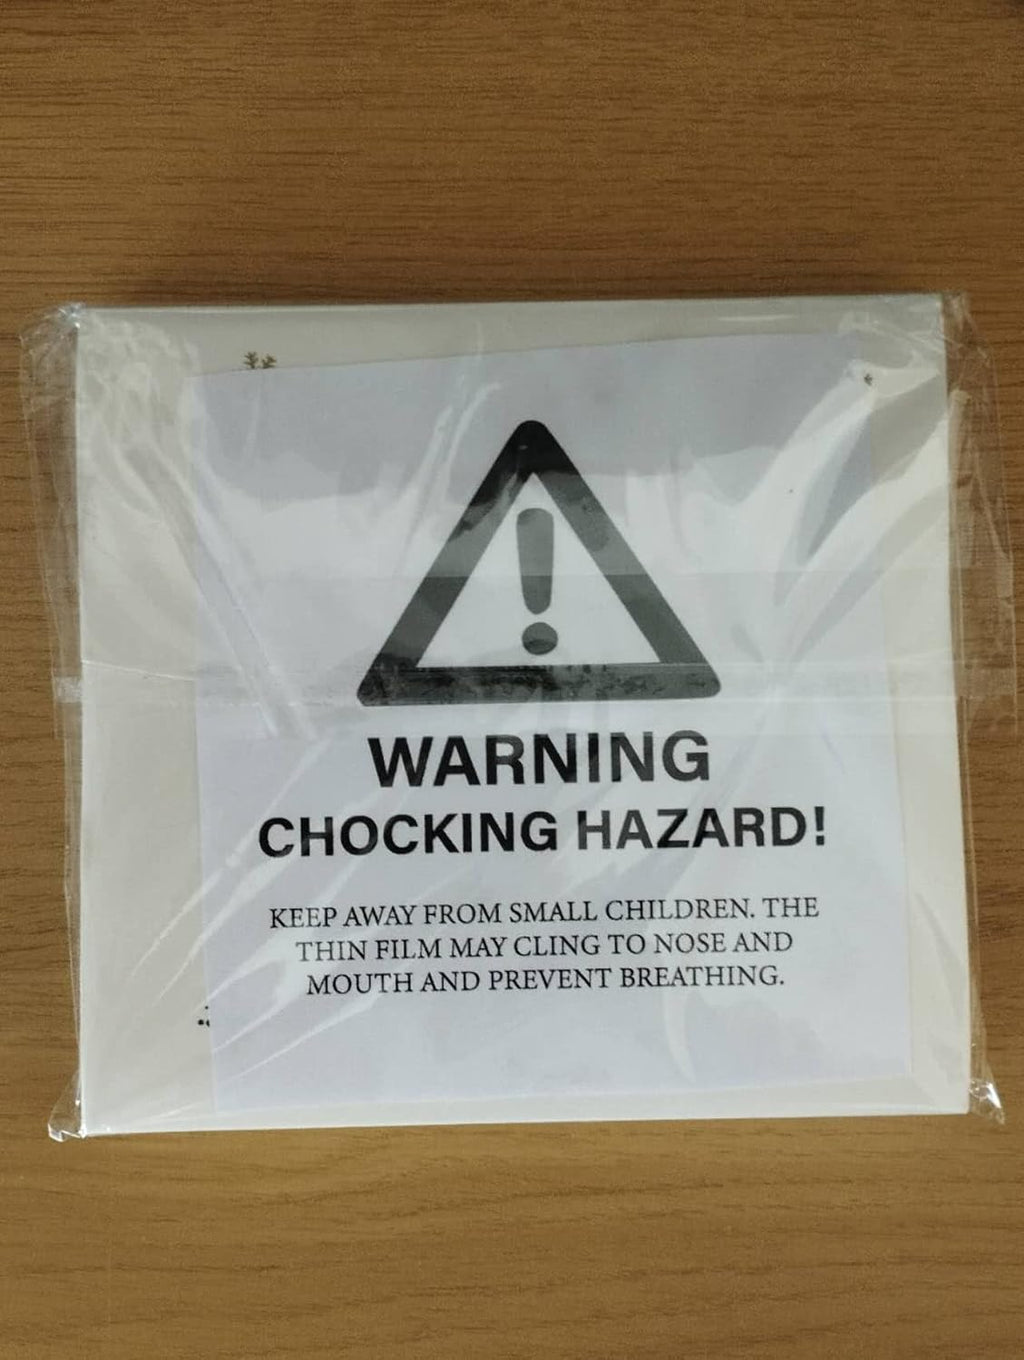 WARNING
CHOCKING HAZARD!
KEEP AWAY FROM SMALL CHILDREN. THE
THIN FILM MAY CLING TO NOSE AND
MOUTH AND PREVENT BREATHING.